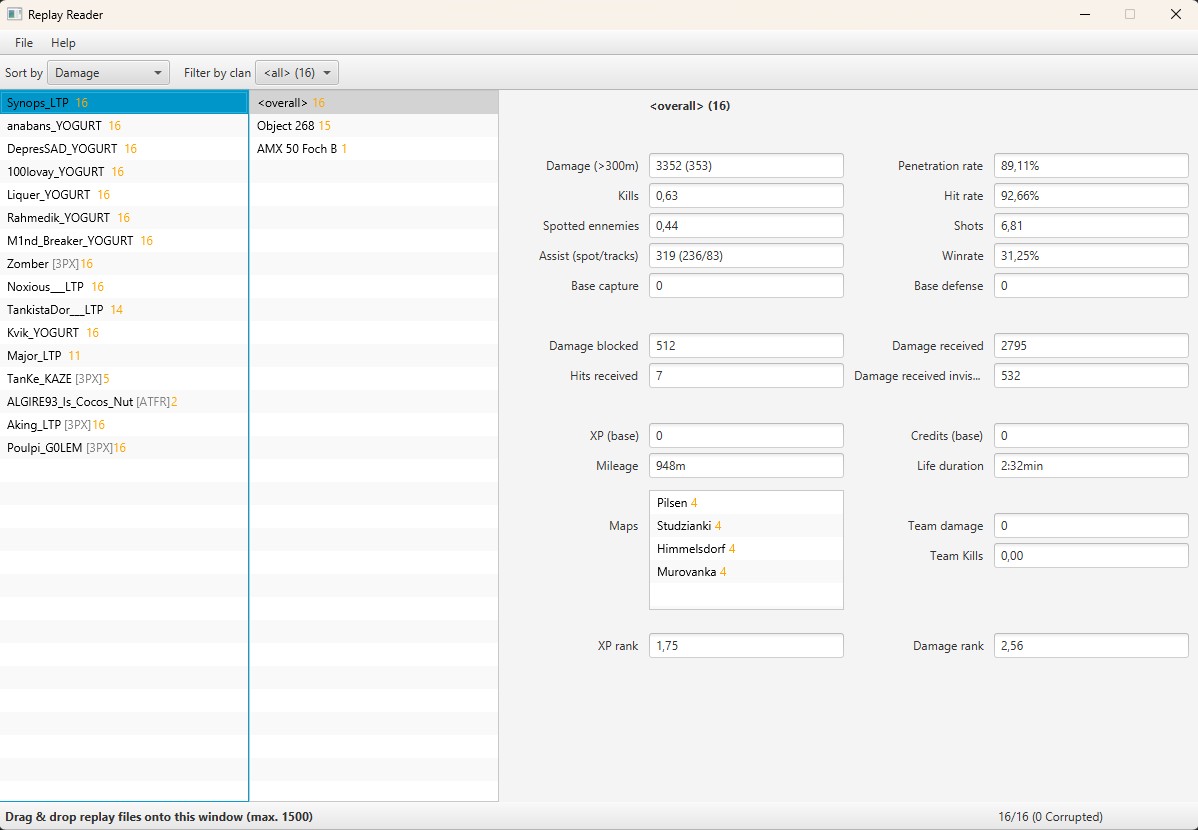 Replay Reader
File Help
Sort by Damage Filter by clan <all> (16)
Synops_LTP 16
anabans_YOGURT 16
DepresSAD_YOGURT 16
100lovay_YOGURT 16
Liquer_YOGURT 16
Rahmedik_YOGURT 16
M1nd_Breaker_YOGURT 16
Zomber [3PX]16
Noxious___LTP 16
TankistaDor___LTP 14
Kvik_YOGURT 16
Major_LTP 11
TanKe_KAZE [3PX]5
ALGIRE93_Is_Cocos_Nut [ATFR]2
Aking_LTP [3PX]16
Poulpi_G0LEM [3PX]16
<overall> 16
Object 268 15
AMX 50 Foch B 1
<overall> (16)
Damage (>300m) 3352 (353) Penetration rate 89,11%
Kills 0,63 Hit rate 92,66%
Spotted ennemies 0,44 Shots 6,81
Assist (spot/tracks) 319 (236/83) Winrate 31,25%
Base capture 0 Base defense 0
Damage blocked 512 Damage received 2795
Hits received 7 Damage received invis... 532
XP (base) 0 Credits (base) 0
Mileage 948m Life duration 2:32min
Pilsen 4
Maps Studzianki 4 Team damage 0
Himmelsdorf 4 Team Kills 0,00
Murovanka 4
XP rank 1,75 Damage rank 2,56
Drag & drop replay files onto this window (max. 1500) 16/16 (0 Corrupted)